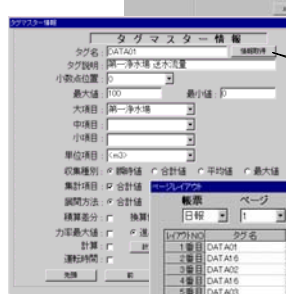 タグマスター情報
タグマスター情報
タグ名: DATA01 情報取得
タグ説明: 第一浄水場 送水流量
小数点位置: 0
最大値: 100 最小値: 0
大項目: 第一浄水場
中項目:
小項目:
単位項目: <m3>
収集種別: 瞬時値 合計値 平均値 最大値
集計項目: 合計値
展開方法: 合計値
積算差分: 換算
力率最大値:
計算:
運転時間:
先頭 前
ページレイアウト
帳票 ページ
日報 1
レイアウトNO タグ名
1番目 DATA01
2番目 DATA16
3番目 DATA02
4番目 DATA16
5番目 DATA03